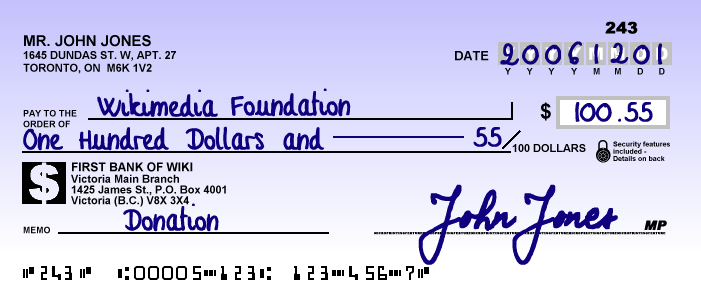 243
MR. JOHN JONES
1645 DUNDAS ST. W, APT. 27
TORONTO, ON  M6K 1V2
DATE 20061201
Y Y Y Y M M D D
PAY TO THE ORDER OF Wikimedia Foundation $ 100.55
One Hundred Dollars and ———— 55/100 DOLLARS
Security features included - Details on back
$ FIRST BANK OF WIKI
Victoria Main Branch
1425 James St., P.O. Box 4001
Victoria (B.C.) V8X 3X4
MEMO Donation
John Jones MP
⑈243⑈ ⑆00005⑉123⑆ 123⑉456⑉7⑈